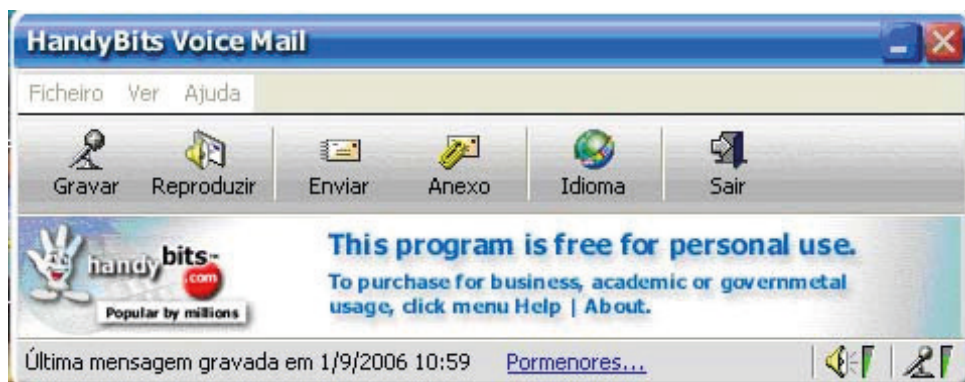 HandyBits Voice Mail
Ficheiro Ver Ajuda
Gravar Reproduzir Enviar Anexo Idioma Sair
handybits™
.com
Popular by millions
This program is free for personal use.
To purchase for business, academic or governmetal
usage, click menu Help | About.
Última mensagem gravada em 1/9/2006 10:59 Pormenores...